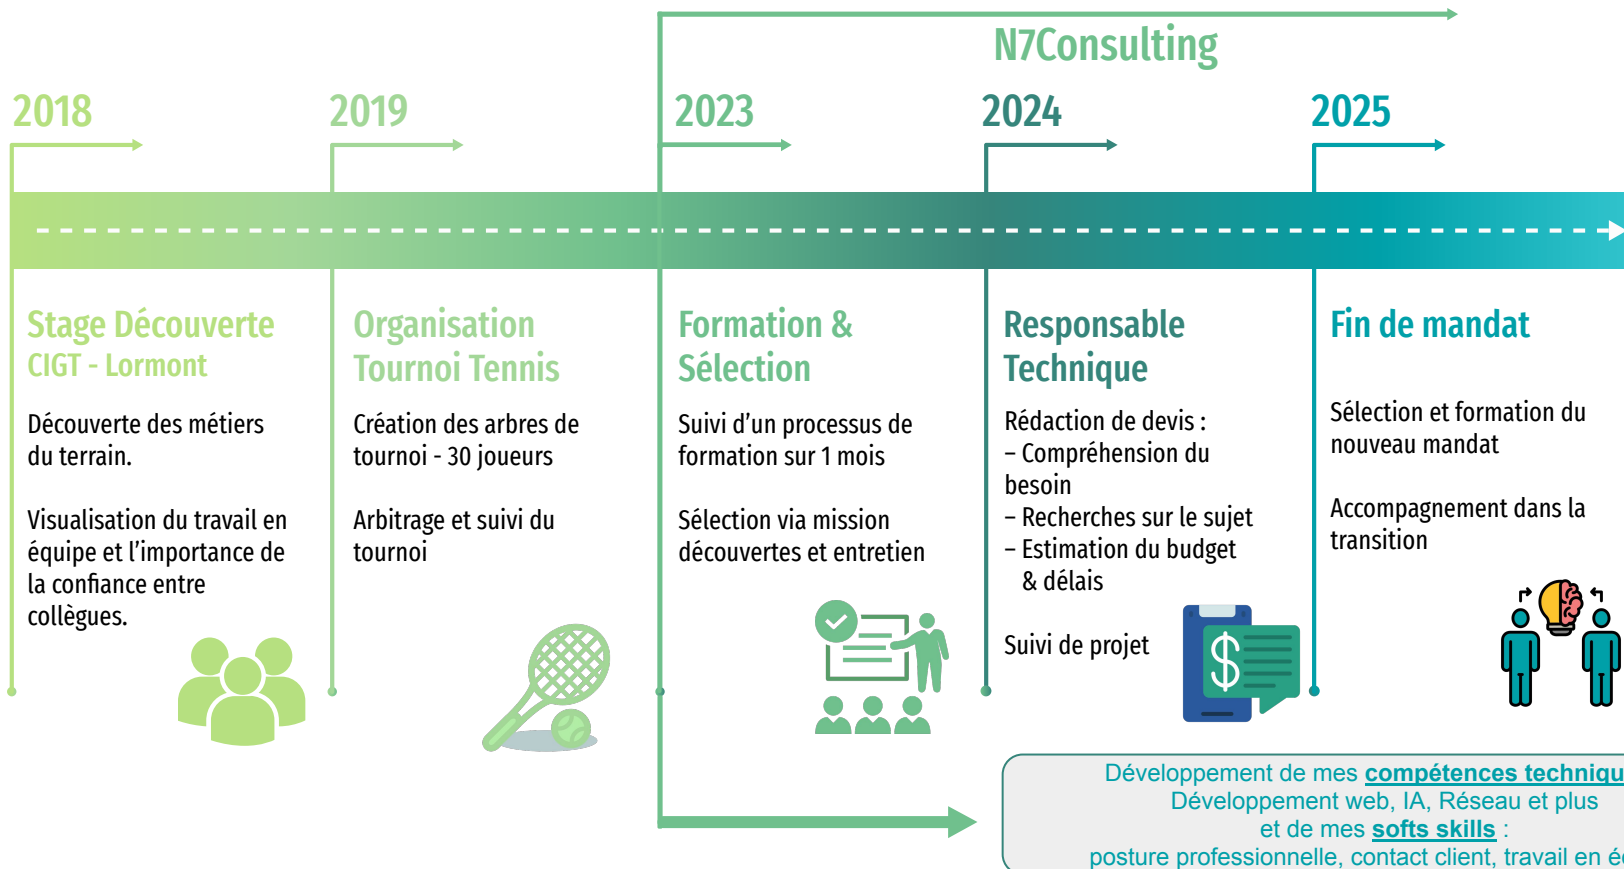 N7Consulting
2018
2019
2023
2024
2025
Stage Découverte
CIGT - Lormont
Découverte des métiers
du terrain.
Visualisation du travail en
équipe et l'importance de
la confiance entre
collègues.
Organisation
Tournoi Tennis
Création des arbres de
tournoi - 30 joueurs
Arbitrage et suivi du
tournoi
Formation &
Sélection
Suivi d'un processus de
formation sur 1 mois
Sélection via mission
découvertes et entretien
Responsable
Technique
Rédaction de devis :
– Compréhension du
besoin
– Recherches sur le sujet
– Estimation du budget
& délais
Suivi de projet
$
Fin de mandat
Sélection et formation du
nouveau mandat
Accompagnement dans la
transition
Développement de mes compétences techniqu
Développement web, IA, Réseau et plus
et de mes softs skills :
posture professionnelle, contact client, travail en é